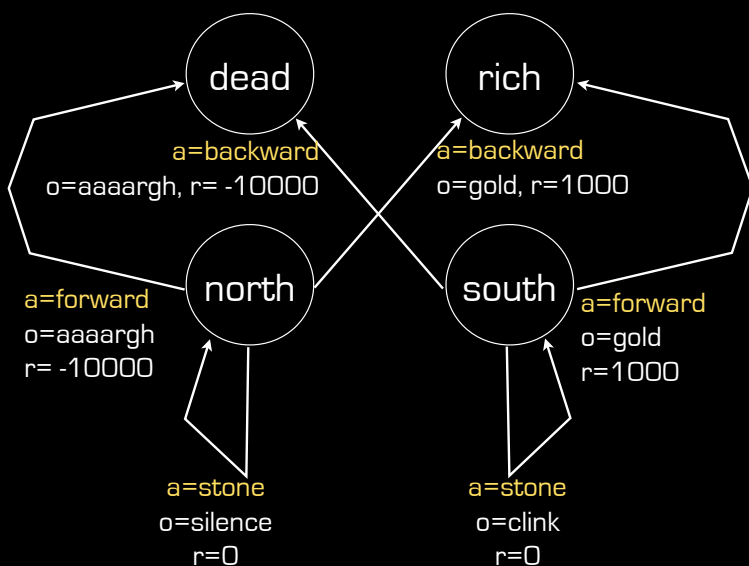 dead
rich
a=backward
o=aaaargh, r= -10000
a=backward
o=gold, r=1000
north
south
a=forward
o=aaaargh
r= -10000
a=forward
o=gold
r=1000
a=stone
o=silence
r=0
a=stone
o=clink
r=0